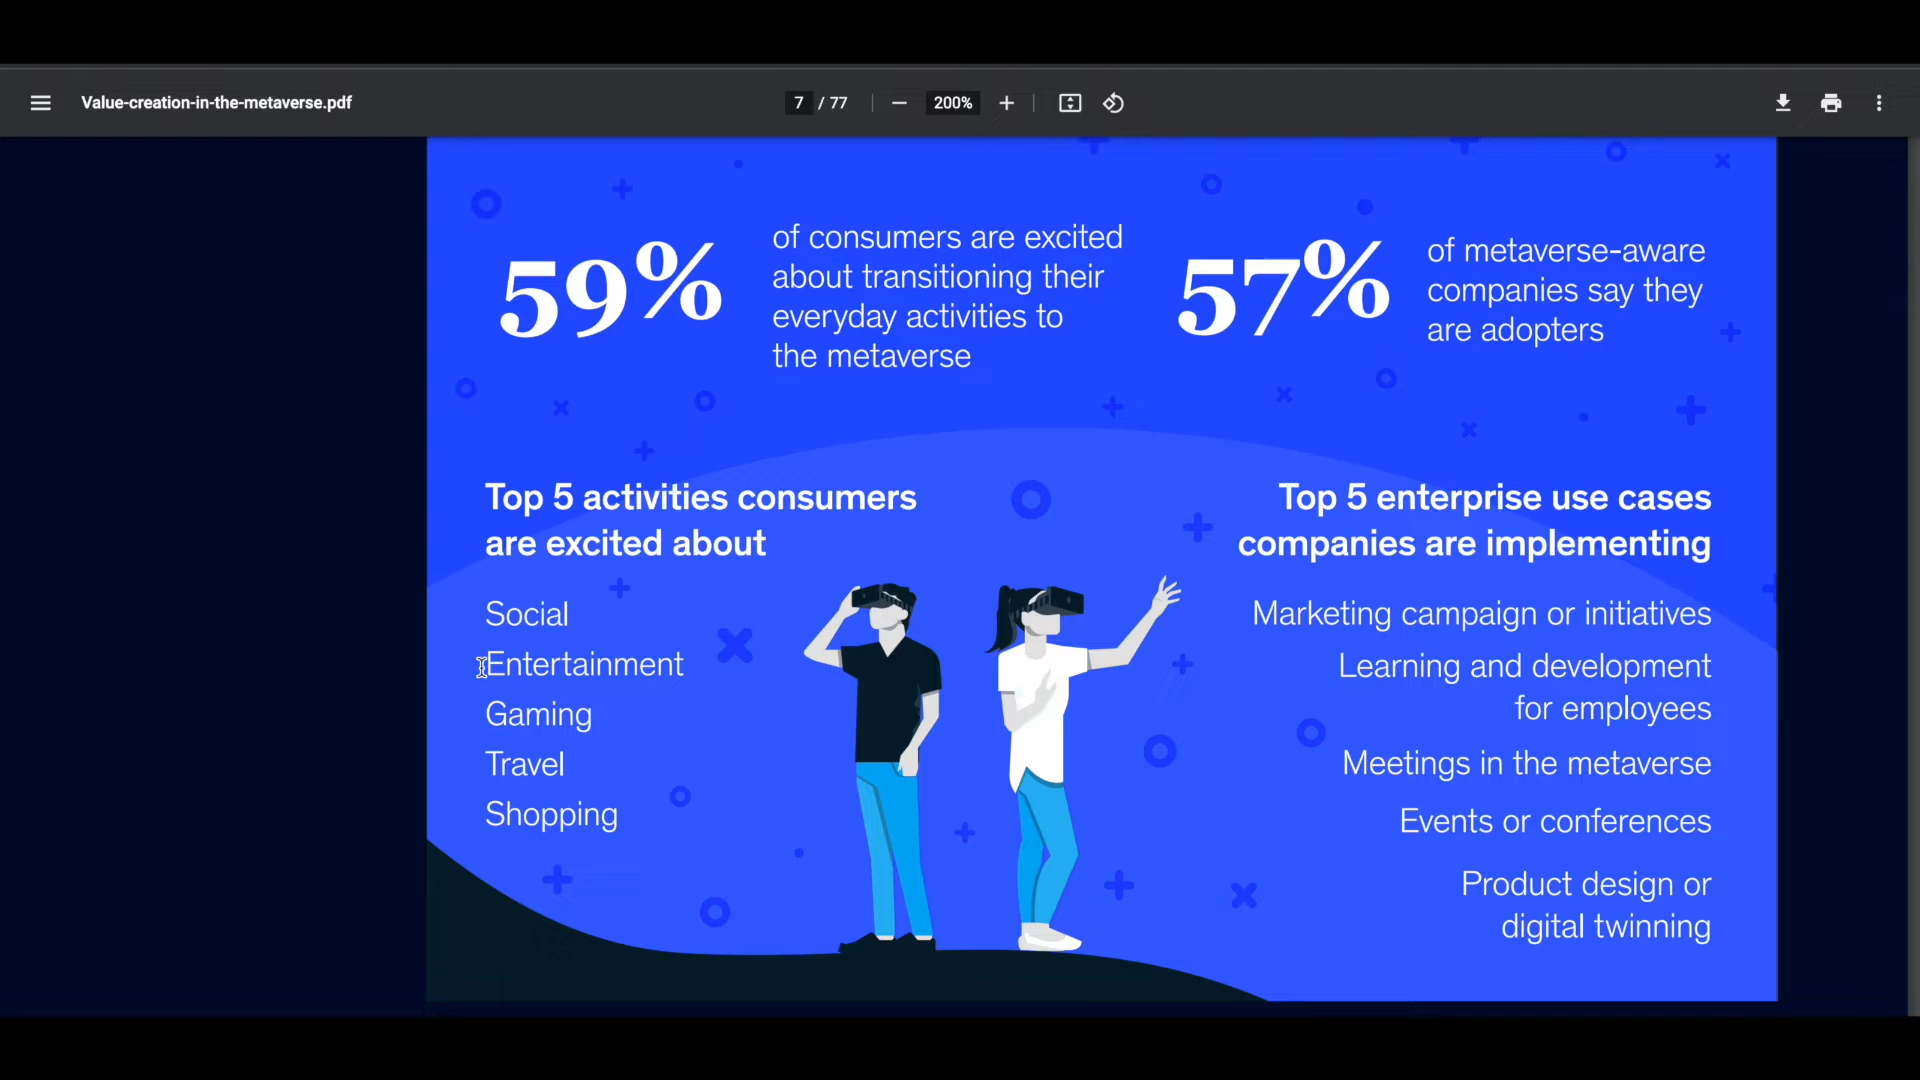 Value-creation-in-the-metaverse.pdf
7 / 77
200%
59%
of consumers are excited
about transitioning their
everyday activities to
the metaverse
57%
of metaverse-aware
companies say they
are adopters
Top 5 activities consumers
are excited about
Social
Entertainment
Gaming
Travel
Shopping
Top 5 enterprise use cases
companies are implementing
Marketing campaign or initiatives
Learning and development
for employees
Meetings in the metaverse
Events or conferences
Product design or
digital twinning